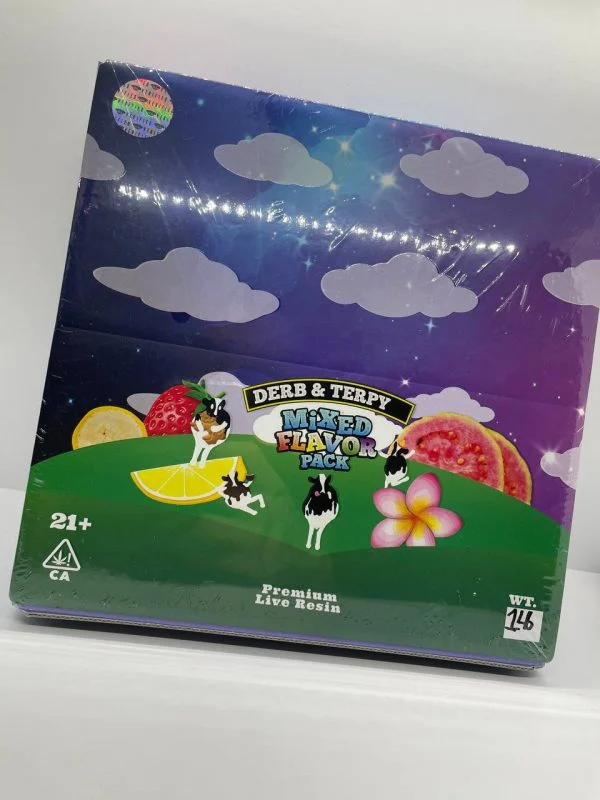 DERB & TERPY
MiXED
FLAVOR
PACK
21+
CA
Premium
Live Resin
WT.
1LB